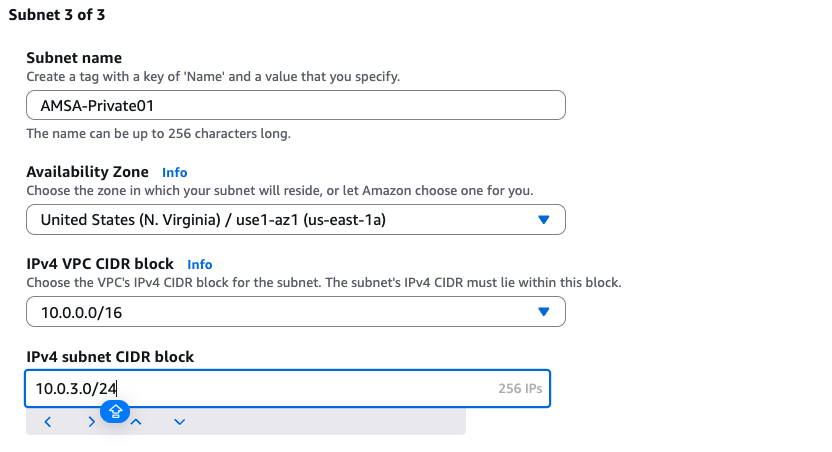 Subnet 3 of 3
Subnet name
Create a tag with a key of 'Name' and a value that you specify.
AMSA-Private01
The name can be up to 256 characters long.
Availability Zone Info
Choose the zone in which your subnet will reside, or let Amazon choose one for you.
United States (N. Virginia) / use1-az1 (us-east-1a)
IPv4 VPC CIDR block Info
Choose the VPC's IPv4 CIDR block for the subnet. The subnet's IPv4 CIDR must lie within this block.
10.0.0.0/16
IPv4 subnet CIDR block
10.0.3.0/24 256 IPs